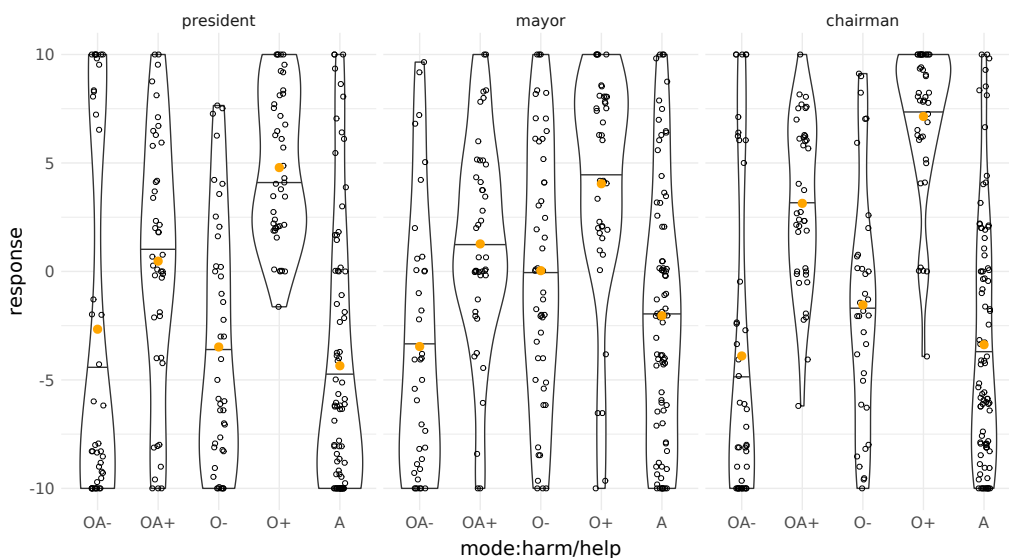 president mayor chairman
response
10
5
0
-5
-10
OA- OA+ O- O+ A OA- OA+ O- O+ A OA- OA+ O- O+ A
mode:harm/help